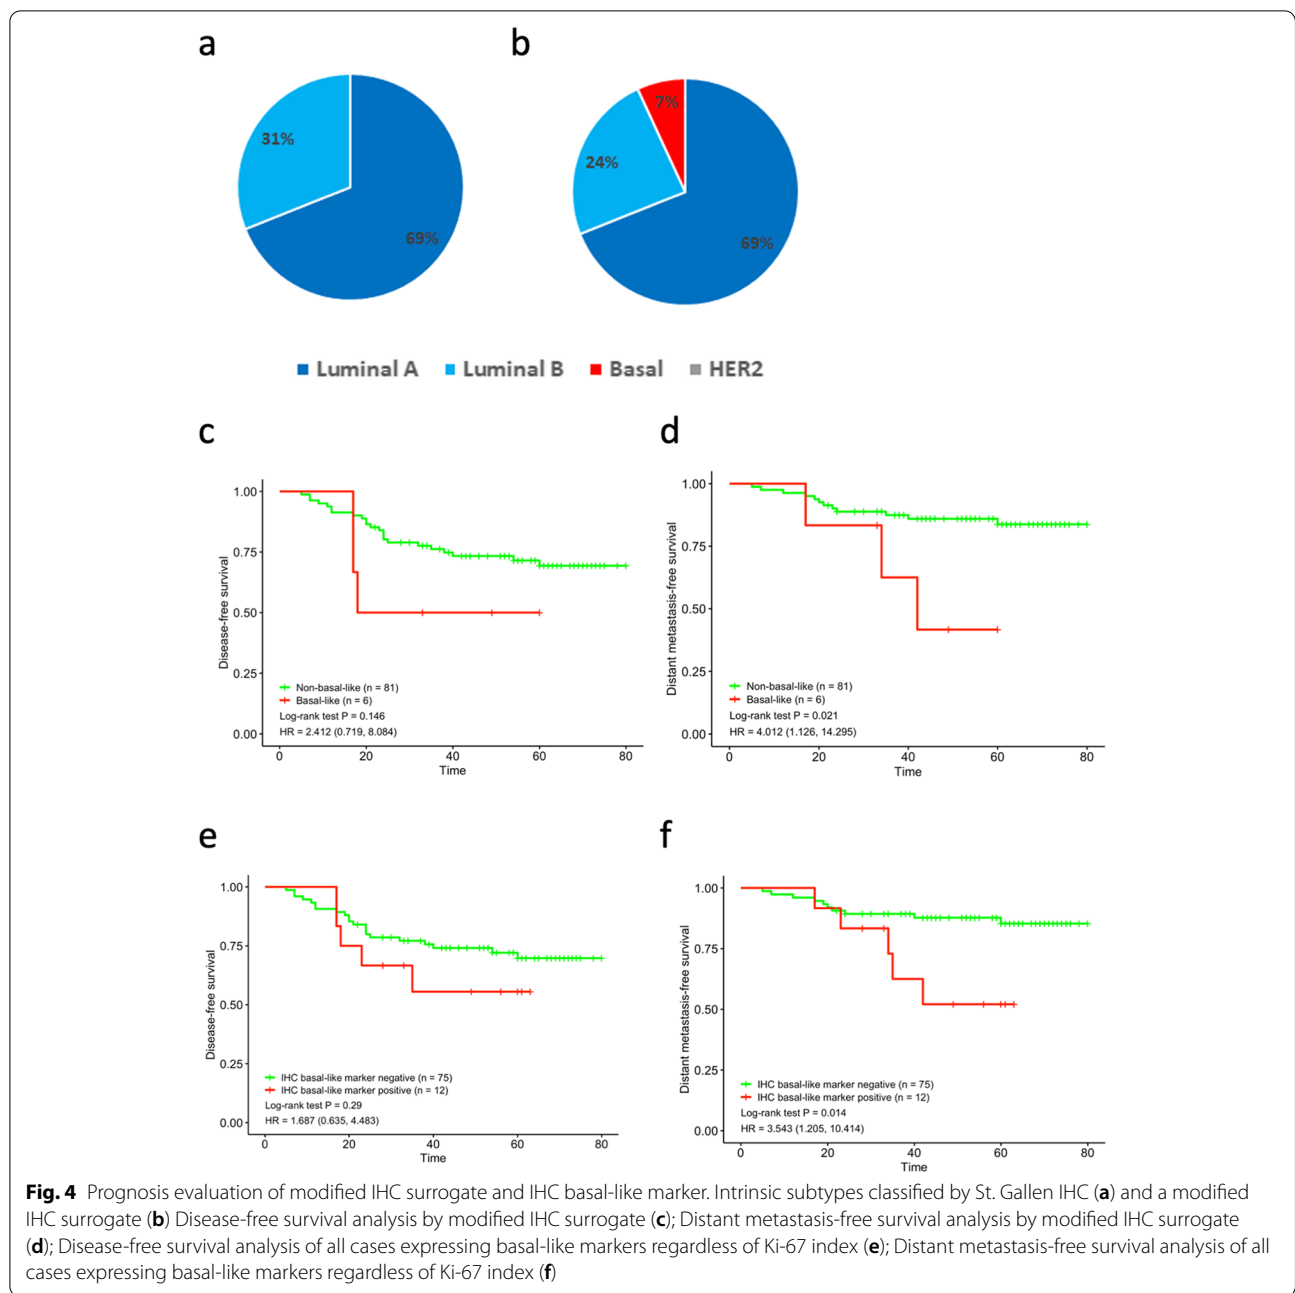 a
b
31%
69%
7%
24%
69%
Luminal A Luminal B Basal HER2
c
Disease-free survival
1.00
0.75
0.50
0.25
0.00
Non-basal-like (n = 81)
Basal-like (n = 6)
Log-rank test P = 0.146
HR = 2.412 (0.719, 8.084)
0 20 40 60 80
Time
d
Distant metastasis-free survival
1.00
0.75
0.50
0.25
0.00
Non-basal-like (n = 81)
Basal-like (n = 6)
Log-rank test P = 0.021
HR = 4.012 (1.126, 14.295)
0 20 40 60 80
Time
e
Disease-free survival
1.00
0.75
0.50
0.25
0.00
IHC basal-like marker negative (n = 75)
IHC basal-like marker positive (n = 12)
Log-rank test P = 0.29
HR = 1.687 (0.635, 4.483)
0 20 40 60 80
Time
f
Distant metastasis-free survival
1.00
0.75
0.50
0.25
0.00
IHC basal-like marker negative (n = 75)
IHC basal-like marker positive (n = 12)
Log-rank test P = 0.014
HR = 3.543 (1.205, 10.414)
0 20 40 60 80
Time
Fig. 4 Prognosis evaluation of modified IHC surrogate and IHC basal-like marker. Intrinsic subtypes classified by St. Gallen IHC (a) and a modified
IHC surrogate (b) Disease-free survival analysis by modified IHC surrogate (c); Distant metastasis-free survival analysis by modified IHC surrogate
(d); Disease-free survival analysis of all cases expressing basal-like markers regardless of Ki-67 index (e); Distant metastasis-free survival analysis of all
cases expressing basal-like markers regardless of Ki-67 index (f)